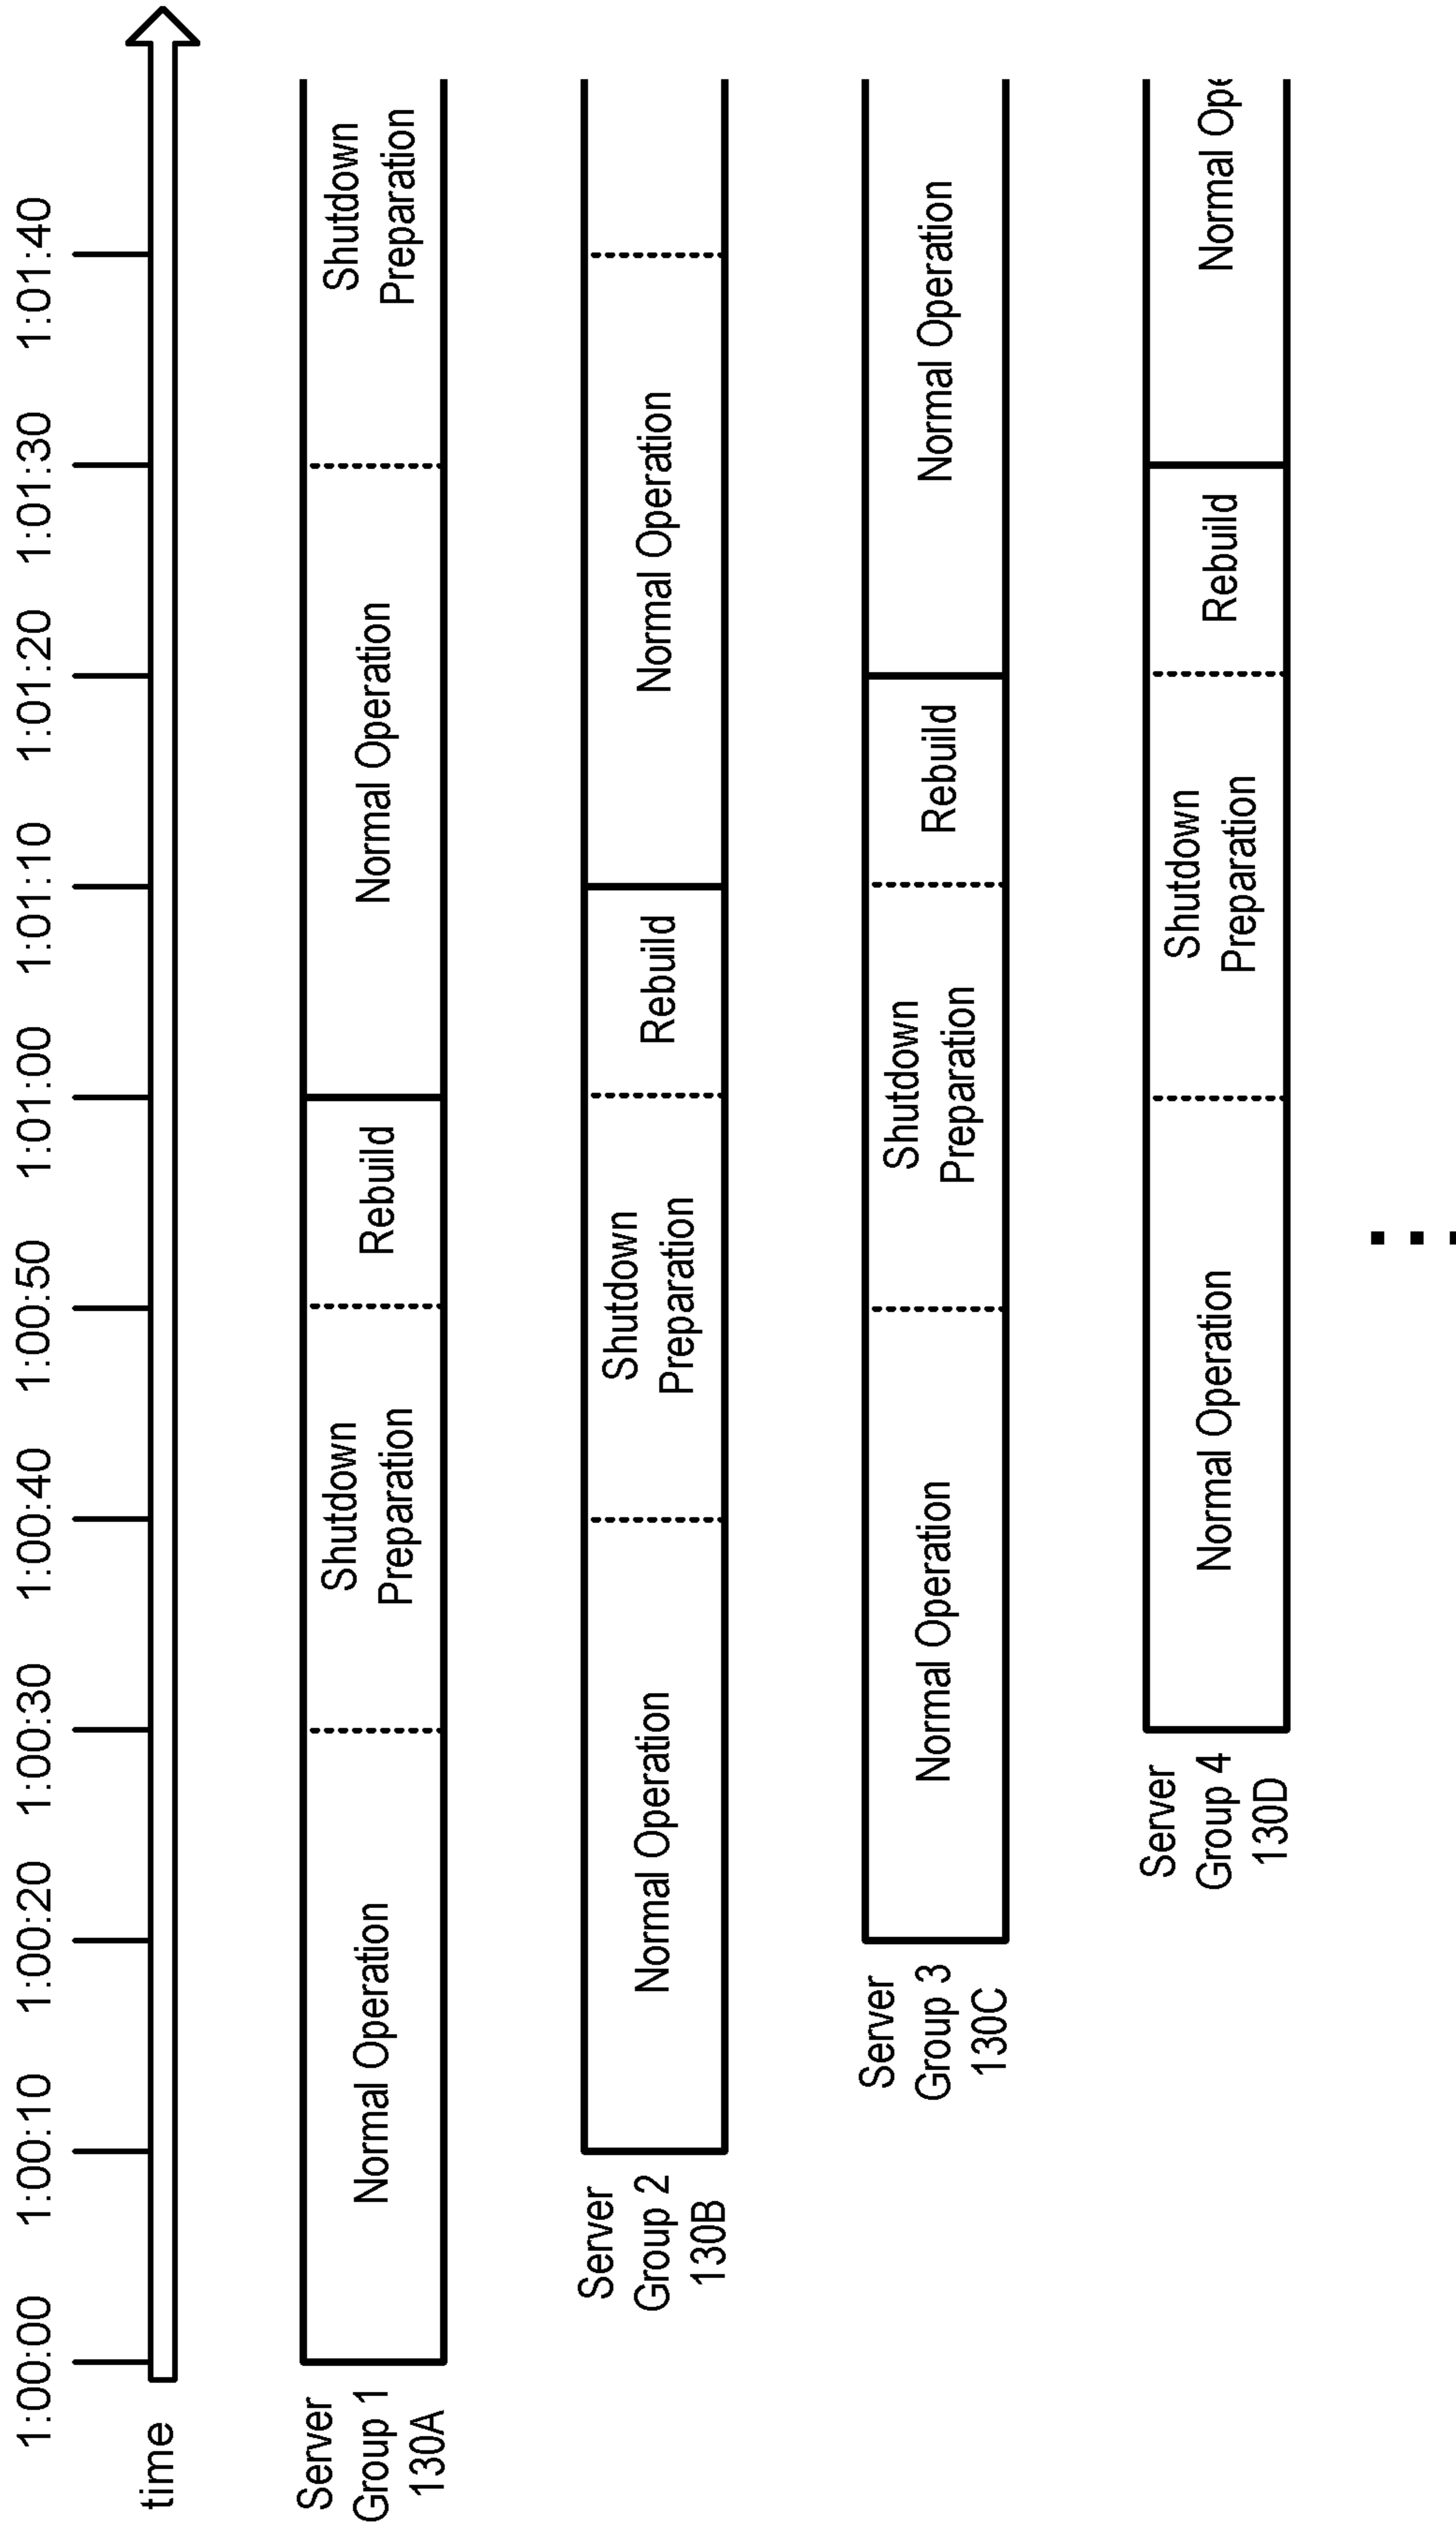 1:00:00
1:00:10
1:00:20
1:00:30
1:00:40
1:00:50
1:01:00
1:01:10
1:01:20
1:01:30
1:01:40
time
Server
Group 1
130A
Normal Operation
Shutdown
Preparation
Rebuild
Normal Operation
Shutdown
Preparation
Server
Group 2
130B
Normal Operation
Shutdown
Preparation
Rebuild
Normal Operation
Server
Group 3
130C
Normal Operation
Shutdown
Preparation
Rebuild
Normal Operation
Server
Group 4
130D
Normal Operation
Shutdown
Preparation
Rebuild
Normal Ope